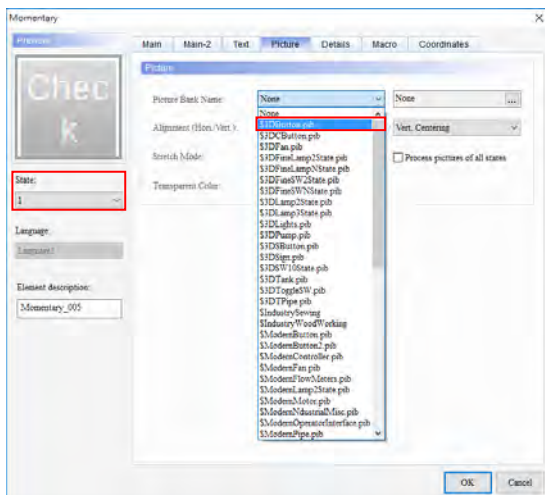 Momentary
Preview
Main Main-2 Text Picture Details Macro Coordinates
Chec
k
Picture
Picture Bank Name: None None ...
Alignment (Hori./Vert.): Vert. Centering
Stretch Mode: Process pictures of all states
Transparent Color:
None
$3DButton.pib
$3DCButton.pib
$3DFan.pib
$3DFineLamp2State.pib
$3DFineLampNState.pib
$3DFineSW2State.pib
$3DFineSWNState.pib
$3DLamp2State.pib
$3DLamp3State.pib
$3DLights.pib
$3DPump.pib
$3DSButton.pib
$3DSign.pib
$3DSW10State.pib
$3DTank.pib
$3DToggleSW.pib
$3DTPipe.pib
$IndustrySewing
$IndustryWoodWorking
$ModernButton.pib
$ModernButton2.pib
$ModernController.pib
$ModernFan.pib
$ModernFlowMeters.pib
$ModernLamp2State.pib
$ModernMotor.pib
$ModernNdustrialMisc.pib
$ModernOperatorInterface.pib
$ModernPipe.pib
State:
1
Language:
Language1
Element description:
Momentary_005
OK Cancel